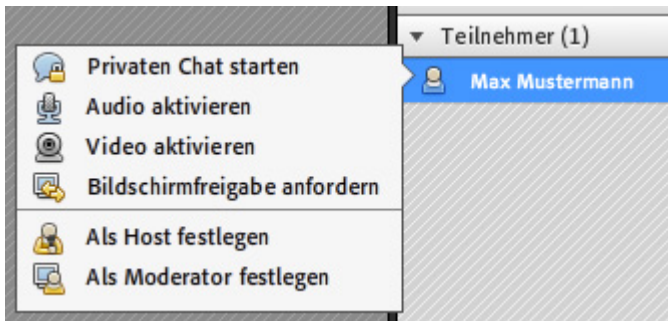 Teilnehmer (1)
Max Mustermann
Privaten Chat starten
Audio aktivieren
Video aktivieren
Bildschirmfreigabe anfordern
Als Host festlegen
Als Moderator festlegen